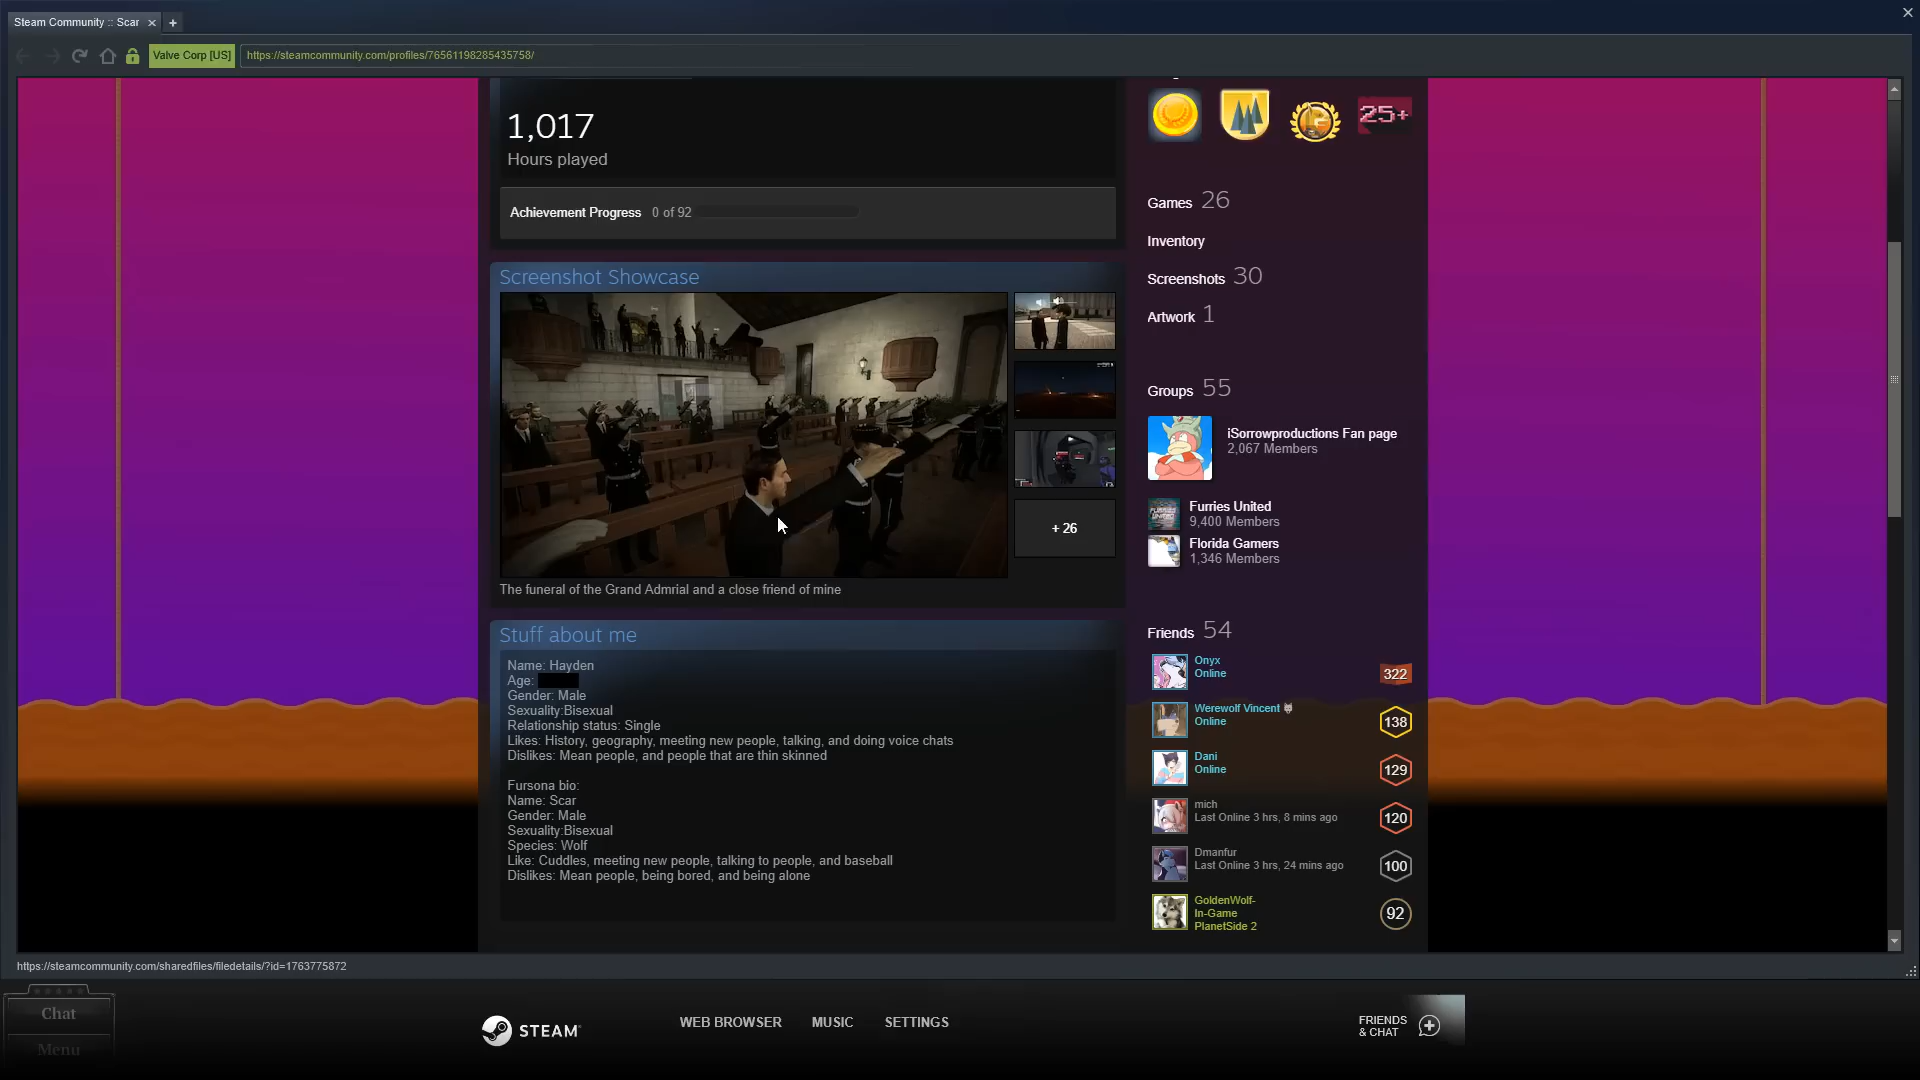 Steam Community :: Scar
Valve Corp [US]
https://steamcommunity.com/profiles/76561198285435758/
1,017
Hours played
Achievement Progress 0 of 92
Screenshot Showcase
+ 26
The funeral of the Grand Admrial and a close friend of mine
Stuff about me
Name: Hayden
Age:
Gender: Male
Sexuality:Bisexual
Relationship status: Single
Likes: History, geography, meeting new people, talking, and doing voice chats
Dislikes: Mean people, and people that are thin skinned
Fursona bio:
Name: Scar
Gender: Male
Sexuality:Bisexual
Species: Wolf
Like: Cuddles, meeting new people, talking to people, and baseball
Dislikes: Mean people, being bored, and being alone
25+
Games 26
Inventory
Screenshots 30
Artwork 1
Groups 55
iSorrowproductions Fan page
2,067 Members
FURRIES UNITED
Furries United
9,400 Members
Florida Gamers
1,346 Members
Friends 54
Onyx
Online
322
Werewolf Vincent
Online
138
Dani
Online
129
mich
Last Online 3 hrs, 8 mins ago
120
Dmanfur
Last Online 3 hrs, 24 mins ago
100
GoldenWolf-
In-Game
PlanetSide 2
92
https://steamcommunity.com/sharedfiles/filedetails/?id=1763775872
Chat
Menu
STEAM
WEB BROWSER
MUSIC
SETTINGS
FRIENDS
& CHAT